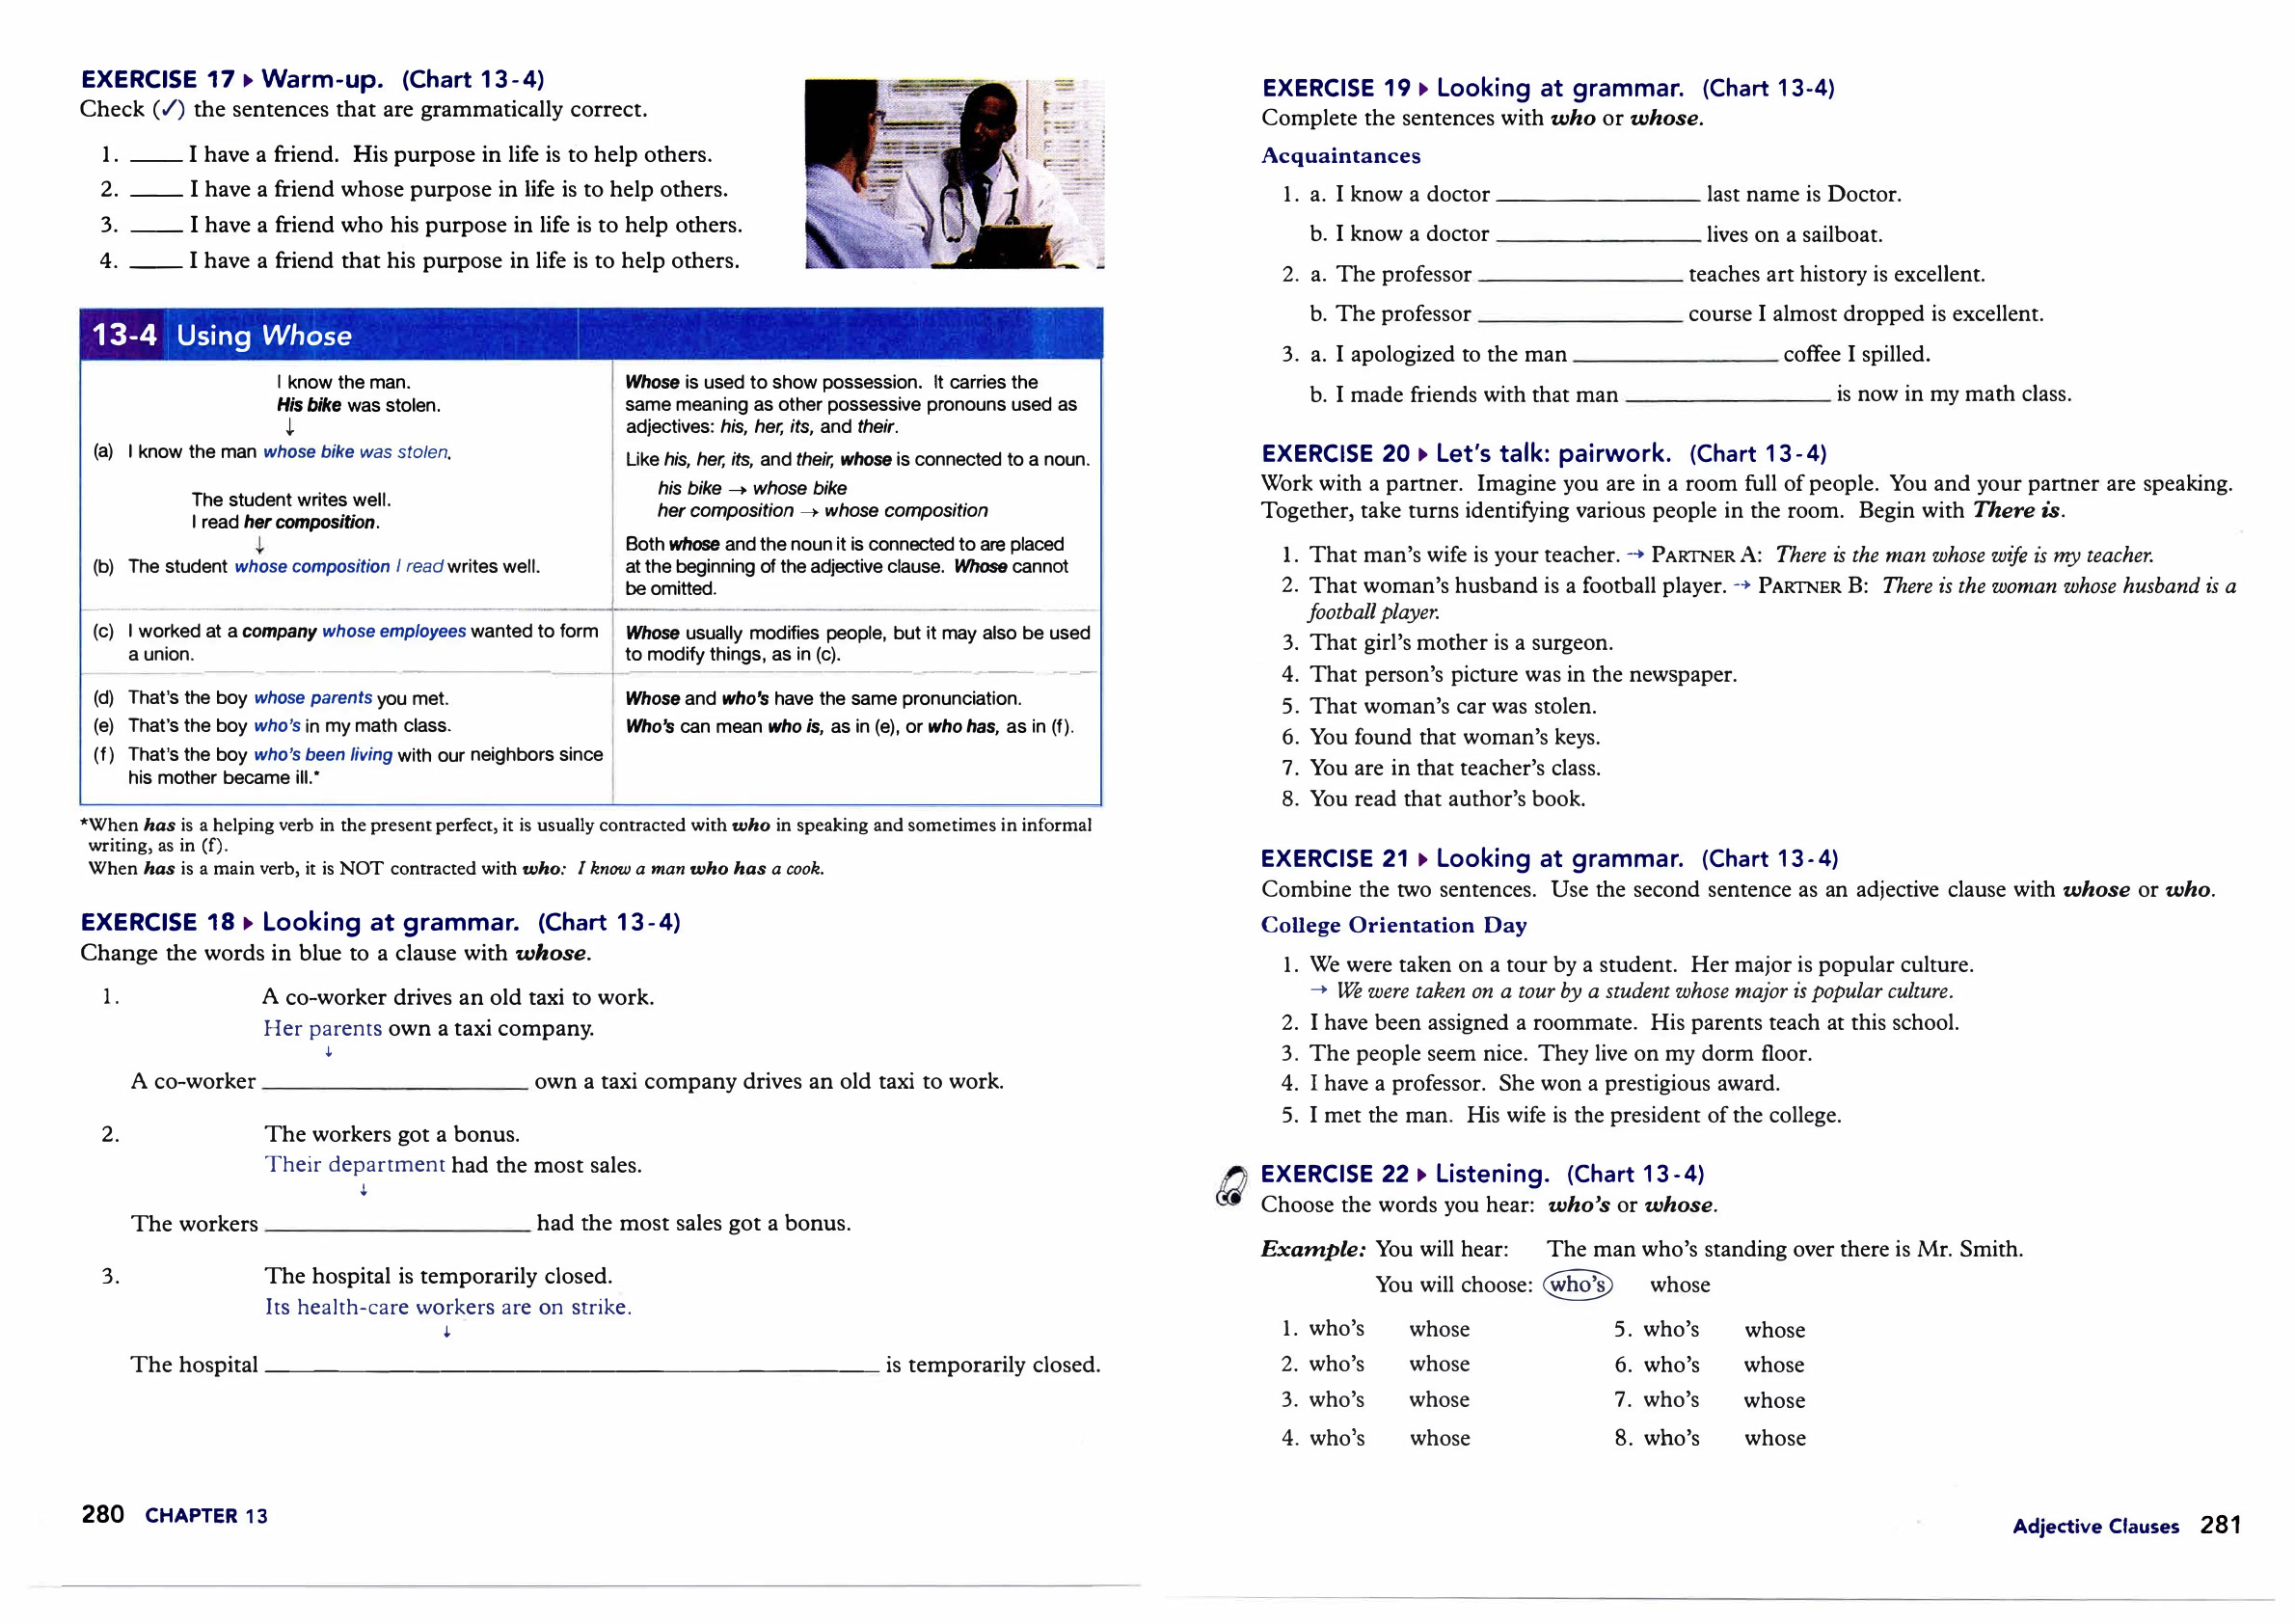 EXERCISE 17 ▸ Warm-up. (Chart 13-4)
Check (✓) the sentences that are grammatically correct.
1. ____ I have a friend. His purpose in life is to help others.
2. ____ I have a friend whose purpose in life is to help others.
3. ____ I have a friend who his purpose in life is to help others.
4. ____ I have a friend that his purpose in life is to help others.
13-4 Using Whose
I know the man.
His bike was stolen.
↓
(a) I know the man whose bike was stolen.
The student writes well.
I read her composition.
↓
(b) The student whose composition I read writes well.
Whose is used to show possession. It carries the
same meaning as other possessive pronouns used as
adjectives: his, her, its, and their.
Like his, her, its, and their, whose is connected to a noun.
his bike → whose bike
her composition → whose composition
Both whose and the noun it is connected to are placed
at the beginning of the adjective clause. Whose cannot
be omitted.
(c) I worked at a company whose employees wanted to form
a union.
Whose usually modifies people, but it may also be used
to modify things, as in (c).
(d) That's the boy whose parents you met.
(e) That's the boy who's in my math class.
(f) That's the boy who's been living with our neighbors since
his mother became ill.*
Whose and who's have the same pronunciation.
Who's can mean who is, as in (e), or who has, as in (f).
*When has is a helping verb in the present perfect, it is usually contracted with who in speaking and sometimes in informal
writing, as in (f).
When has is a main verb, it is NOT contracted with who: I know a man who has a cook.
EXERCISE 18 ▸ Looking at grammar. (Chart 13-4)
Change the words in blue to a clause with whose.
1. A co-worker drives an old taxi to work.
Her parents own a taxi company.
↓
A co-worker ____________ own a taxi company drives an old taxi to work.
2. The workers got a bonus.
Their department had the most sales.
↓
The workers ____________ had the most sales got a bonus.
3. The hospital is temporarily closed.
Its health-care workers are on strike.
↓
The hospital ____________ is temporarily closed.
280 CHAPTER 13
EXERCISE 19 ▸ Looking at grammar. (Chart 13-4)
Complete the sentences with who or whose.
Acquaintances
1. a. I know a doctor ____________ last name is Doctor.
b. I know a doctor ____________ lives on a sailboat.
2. a. The professor ____________ teaches art history is excellent.
b. The professor ____________ course I almost dropped is excellent.
3. a. I apologized to the man ____________ coffee I spilled.
b. I made friends with that man ____________ is now in my math class.
EXERCISE 20 ▸ Let's talk: pairwork. (Chart 13-4)
Work with a partner. Imagine you are in a room full of people. You and your partner are speaking.
Together, take turns identifying various people in the room. Begin with There is.
1. That man's wife is your teacher. → PARTNER A: There is the man whose wife is my teacher.
2. That woman's husband is a football player. → PARTNER B: There is the woman whose husband is a
football player.
3. That girl's mother is a surgeon.
4. That person's picture was in the newspaper.
5. That woman's car was stolen.
6. You found that woman's keys.
7. You are in that teacher's class.
8. You read that author's book.
EXERCISE 21 ▸ Looking at grammar. (Chart 13-4)
Combine the two sentences. Use the second sentence as an adjective clause with whose or who.
College Orientation Day
1. We were taken on a tour by a student. Her major is popular culture.
→ We were taken on a tour by a student whose major is popular culture.
2. I have been assigned a roommate. His parents teach at this school.
3. The people seem nice. They live on my dorm floor.
4. I have a professor. She won a prestigious award.
5. I met the man. His wife is the president of the college.
EXERCISE 22 ▸ Listening. (Chart 13-4)
Choose the words you hear: who's or whose.
Example: You will hear: The man who's standing over there is Mr. Smith.
You will choose: who's whose
1. who's whose 5. who's whose
2. who's whose 6. who's whose
3. who's whose 7. who's whose
4. who's whose 8. who's whose
Adjective Clauses 281